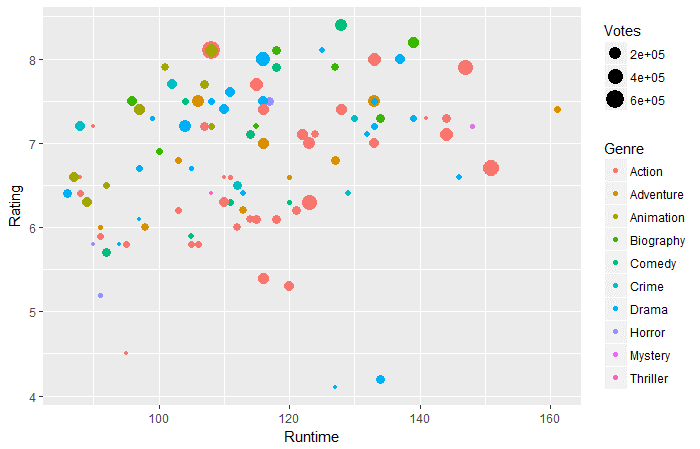 Rating
8
7
6
5
4
100
120
140
160
Runtime
Votes
2e+05
4e+05
6e+05
Genre
Action
Adventure
Animation
Biography
Comedy
Crime
Drama
Horror
Mystery
Thriller